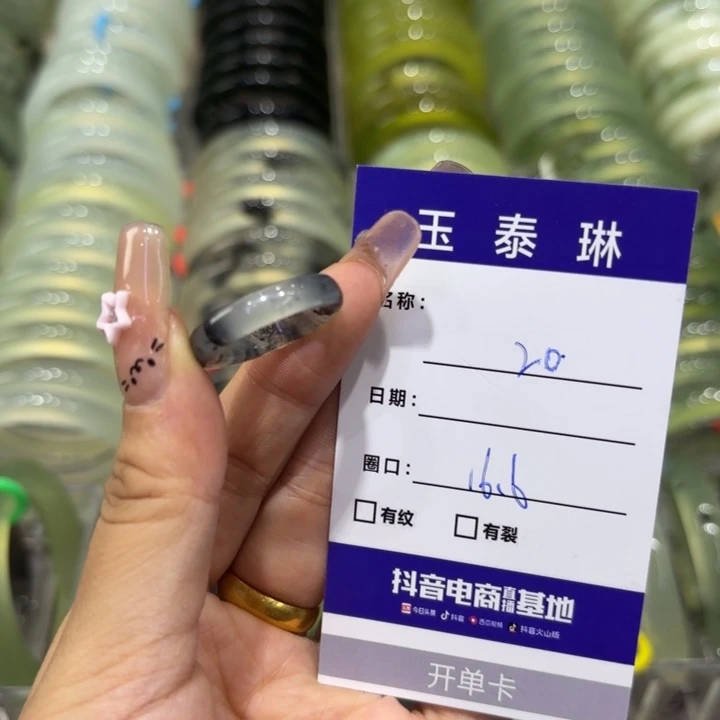 玉泰琳
名称:
20
日期:
圈口: 16.6
有纹 有裂
抖音电商直播基地
今日头条 抖音 西瓜视频 抖音火山版
开单卡